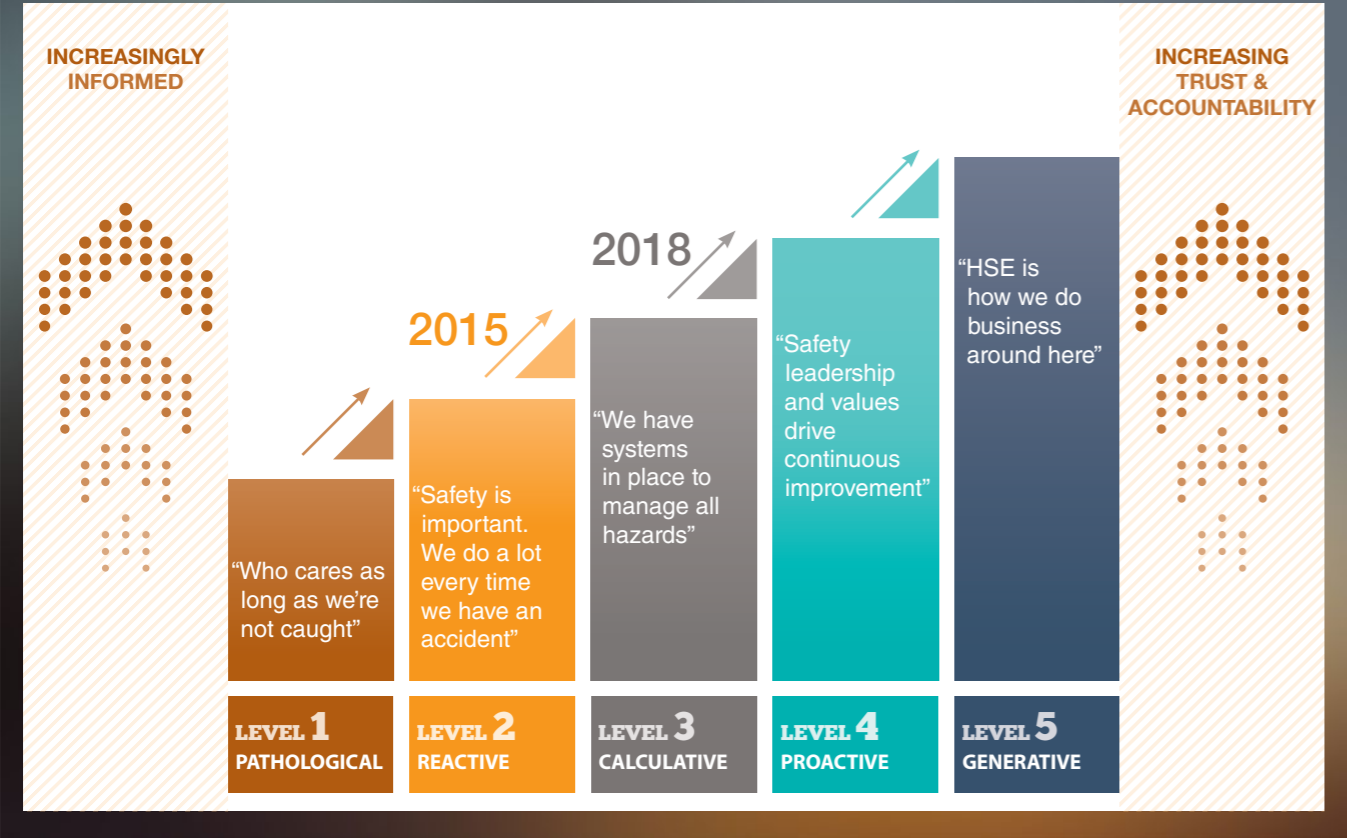 INCREASINGLY
INFORMED
INCREASING
TRUST &
ACCOUNTABILITY
2015
2018
“Who cares as
long as we’re
not caught”
“Safety is
important.
We do a lot
every time
we have an
accident”
“We have
systems
in place to
manage all
hazards”
“Safety
leadership
and values
drive
continuous
improvement”
“HSE is
how we do
business
around here”
LEVEL 1
PATHOLOGICAL
LEVEL 2
REACTIVE
LEVEL 3
CALCULATIVE
LEVEL 4
PROACTIVE
LEVEL 5
GENERATIVE